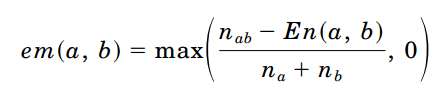 em(a, b) = max( (n_ab − En(a, b)) / (n_a + n_b) , 0 )